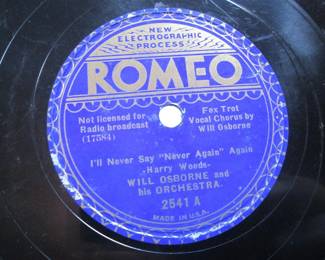 NEW
ELECTROGRAPHIC
PROCESS
ROMEO
Not licensed for
Radio broadcast
(17584)
Fox Trot
Vocal Chorus by
Will Osborne
I'll Never Say "Never Again" Again
-Harry Woods-
WILL OSBORNE and
his ORCHESTRA.
2541 A
MADE IN U.S.A.